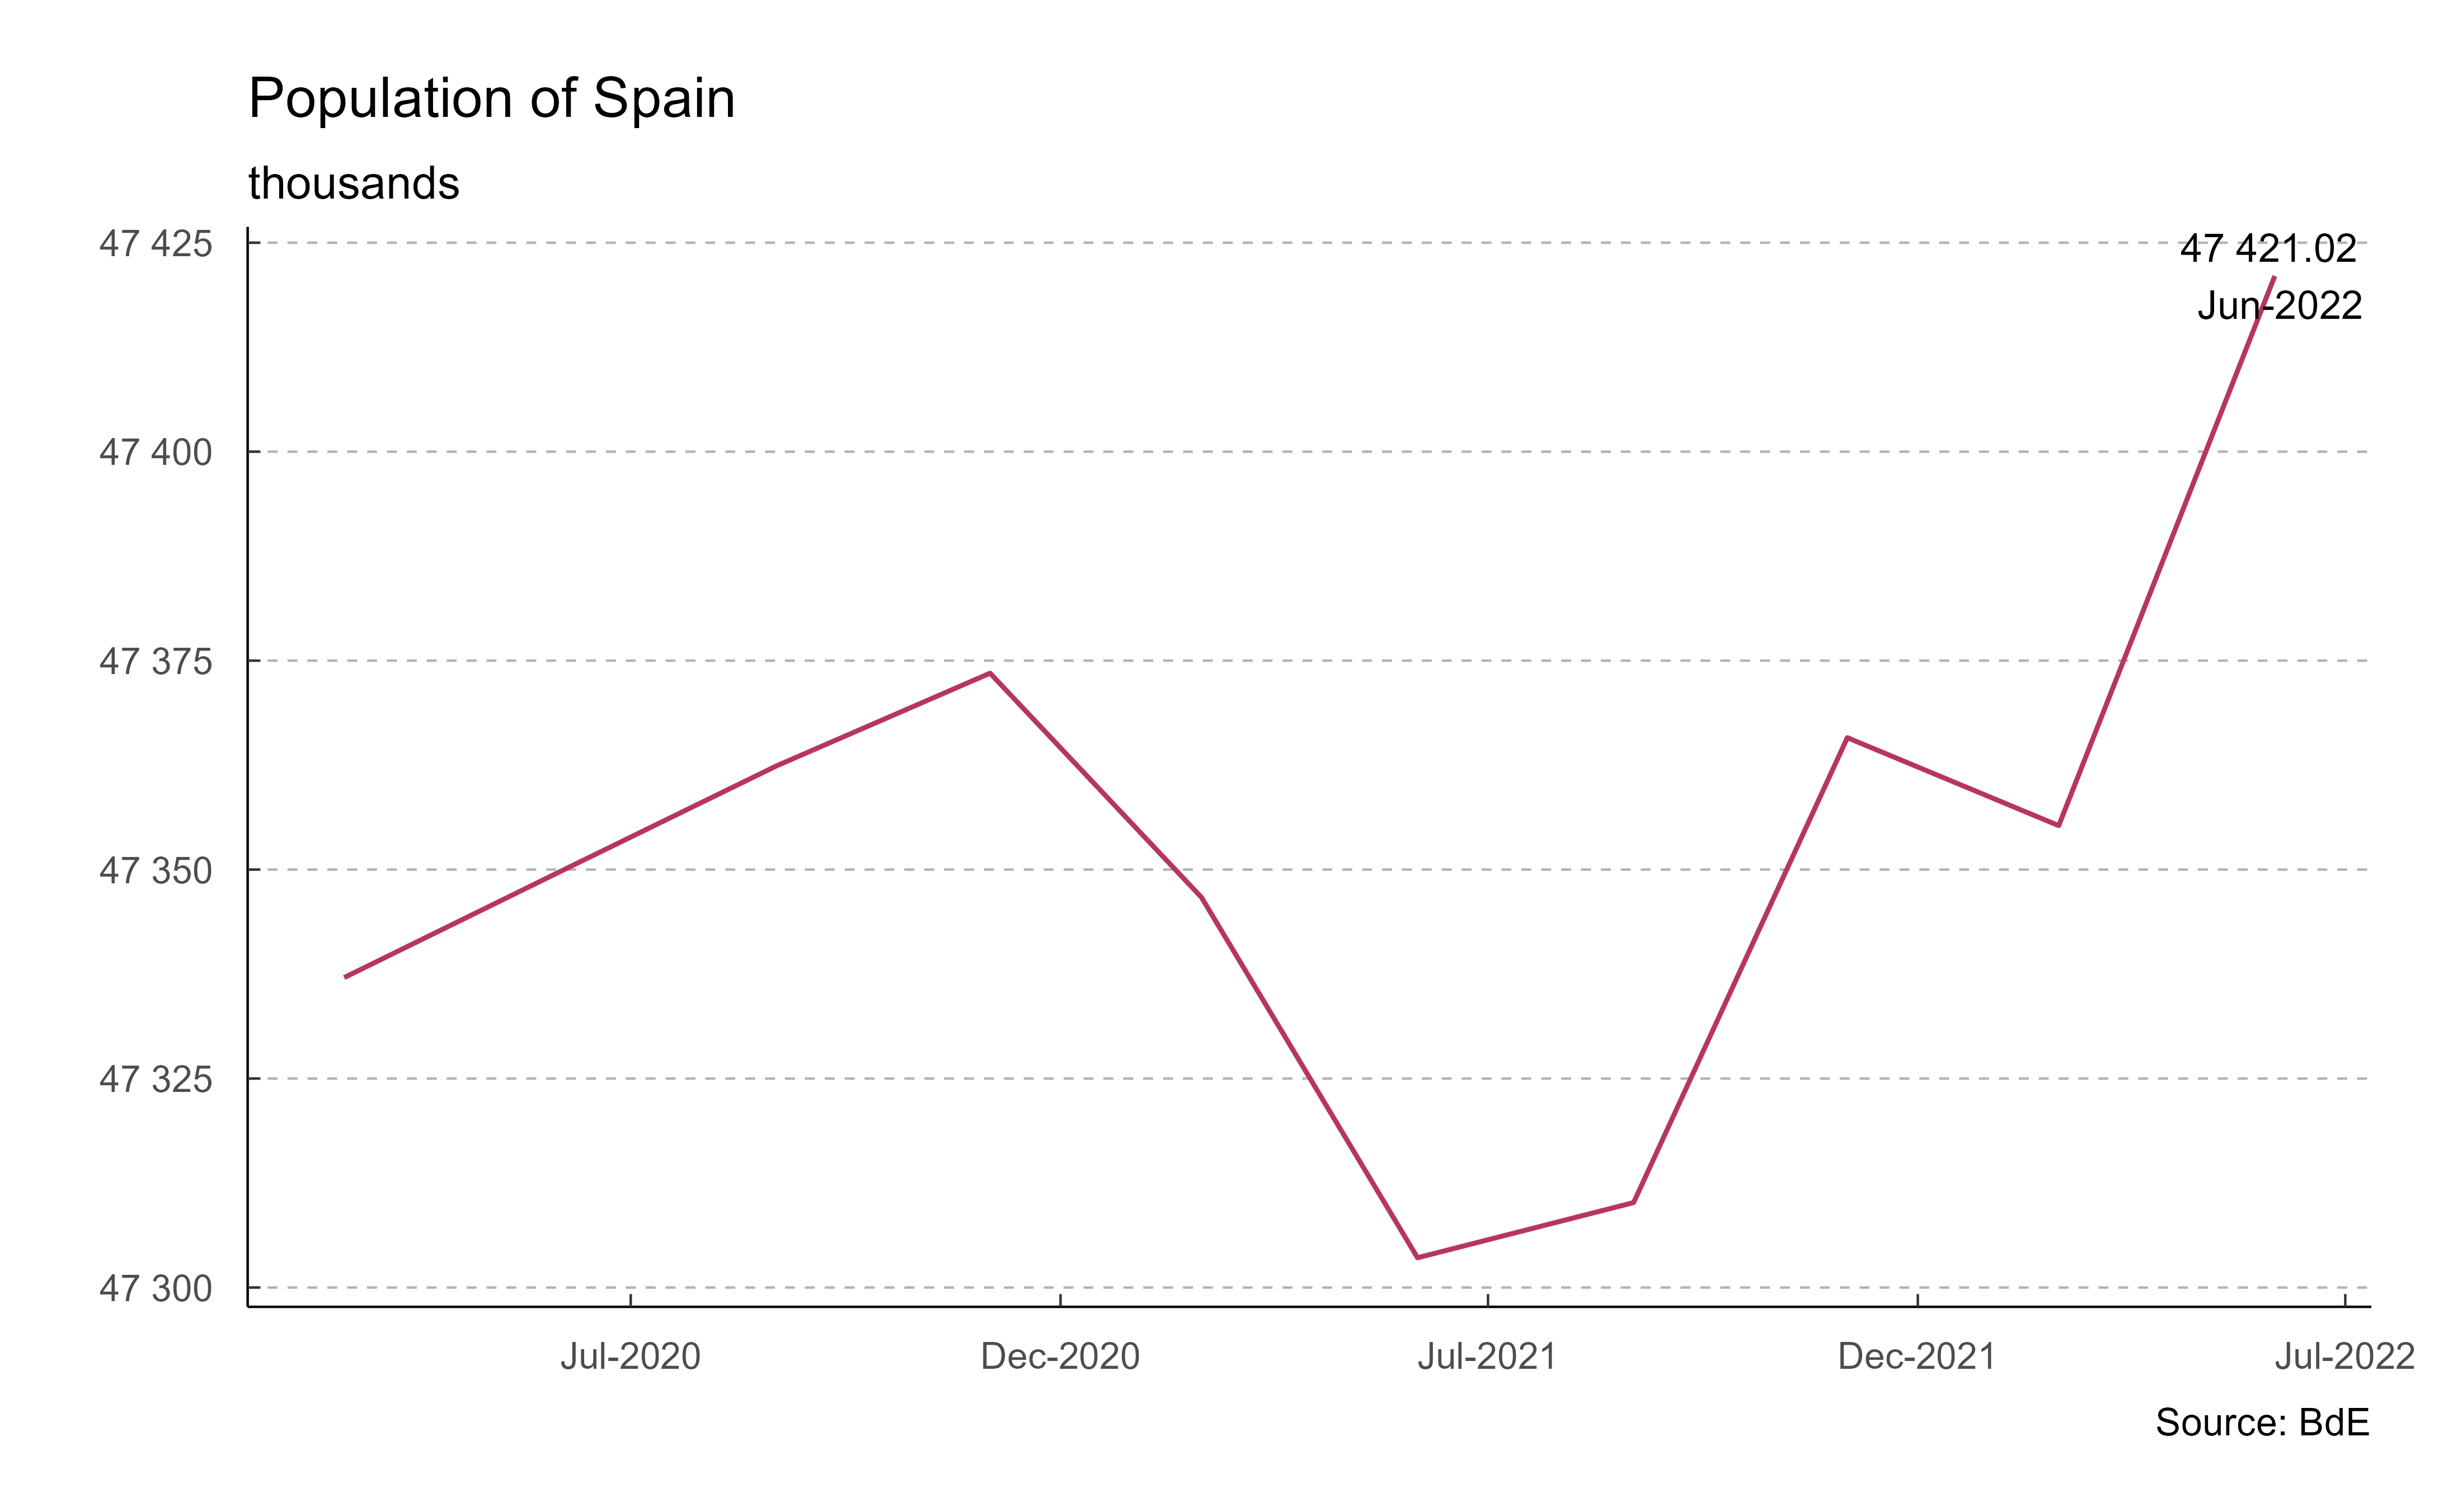 Population of Spain
thousands
47 425
47 400
47 375
47 350
47 325
47 300
47 421.02
Jun-2022
Jul-2020
Dec-2020
Jul-2021
Dec-2021
Jul-2022
Source: BdE